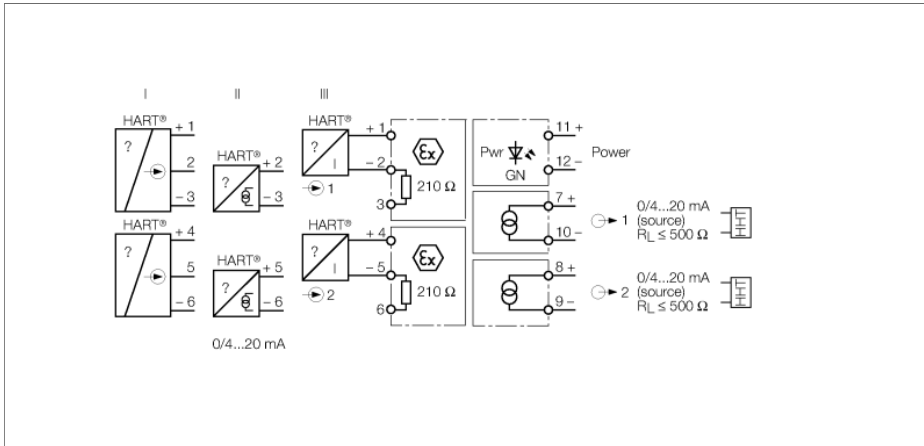 I II III
HART® HART® HART®
? + 1
2
- 3
HART®
? + 2
- 3
? I + 1
- 2
3
1
Ex
210 Ω
Pwr GN
11 +
12 -
Power
7 +
10 -
1
0/4...20 mA
(source)
RL ≤ 500 Ω
HART®
? + 4
5
- 6
HART®
? + 5
- 6
0/4...20 mA
HART®
? I + 4
- 5
6
2
Ex
210 Ω
8 +
9 -
2
0/4...20 mA
(source)
RL ≤ 500 Ω